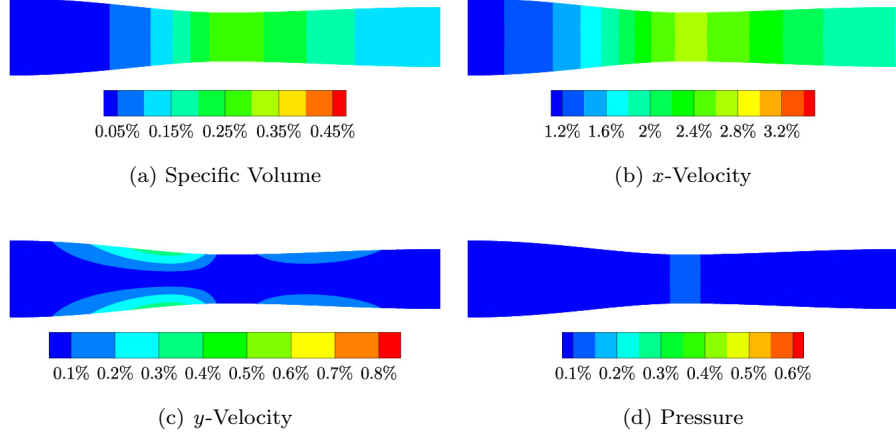 0.05% 0.15% 0.25% 0.35% 0.45%
(a) Specific Volume
1.2% 1.6% 2% 2.4% 2.8% 3.2%
(b) x-Velocity
0.1% 0.2% 0.3% 0.4% 0.5% 0.6% 0.7% 0.8%
(c) y-Velocity
0.1% 0.2% 0.3% 0.4% 0.5% 0.6%
(d) Pressure